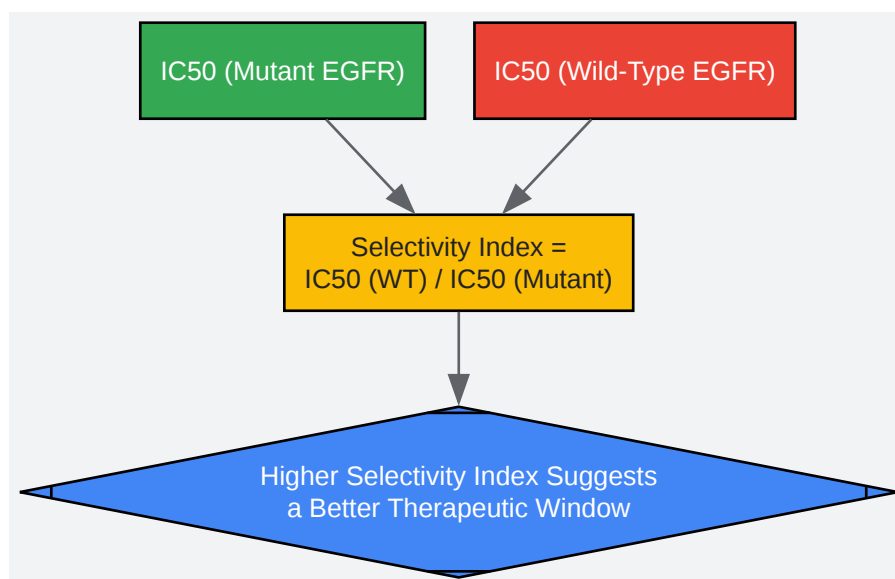 IC50 (Mutant EGFR)
IC50 (Wild-Type EGFR)
Selectivity Index =
IC50 (WT) / IC50 (Mutant)
Higher Selectivity Index Suggests
a Better Therapeutic Window